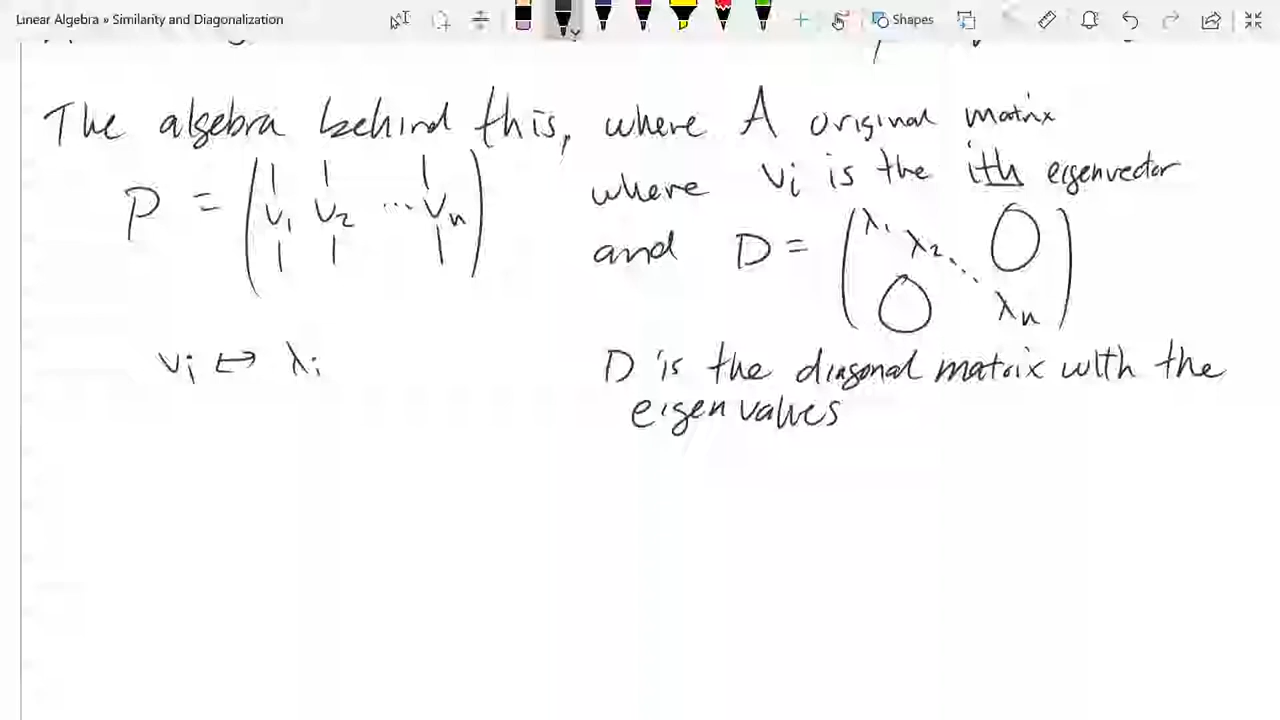 Linear Algebra » Similarity and Diagonalization
Shapes
The algebra behind this, where A original matrix
where vi is the ith eigenvector
P = ( v1 v2 ... vn )
and D = ( λ1 λ2 ... λn 0 0 )
vi ↔ λi
D is the diagonal matrix with the
eigenvalues